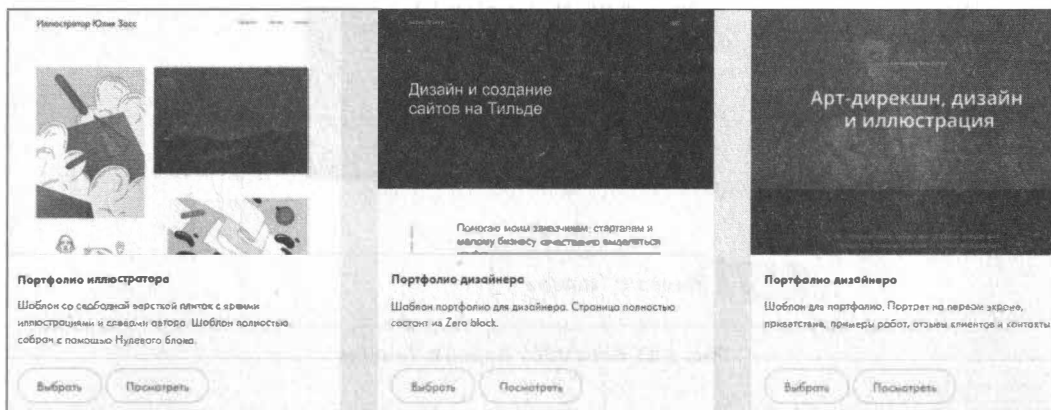 Иллюстратор Юлия Засс
Портфолио иллюстратора
Шаблон со свободной версткой плиток с яркими
иллюстрациями и словами автора. Шаблон полностью
собран с помощью Нулевого блока.
Выбрать
Посмотреть
Дизайн и создание
сайтов на Тильде
Помогаю моим заказчикам, стартапам и
малому бизнесу качественно выделяться
Портфолио дизайнера
Шаблон портфолио для дизайнера. Страница полностью
состоит из Zero block.
Выбрать
Посмотреть
Арт-дирекшн, дизайн
и иллюстрация
Портфолио дизайнера
Шаблон для портфолио. Портрет на первом экране,
приветствие, примеры работ, отзывы клиентов и контакты
Выбрать
Посмотреть